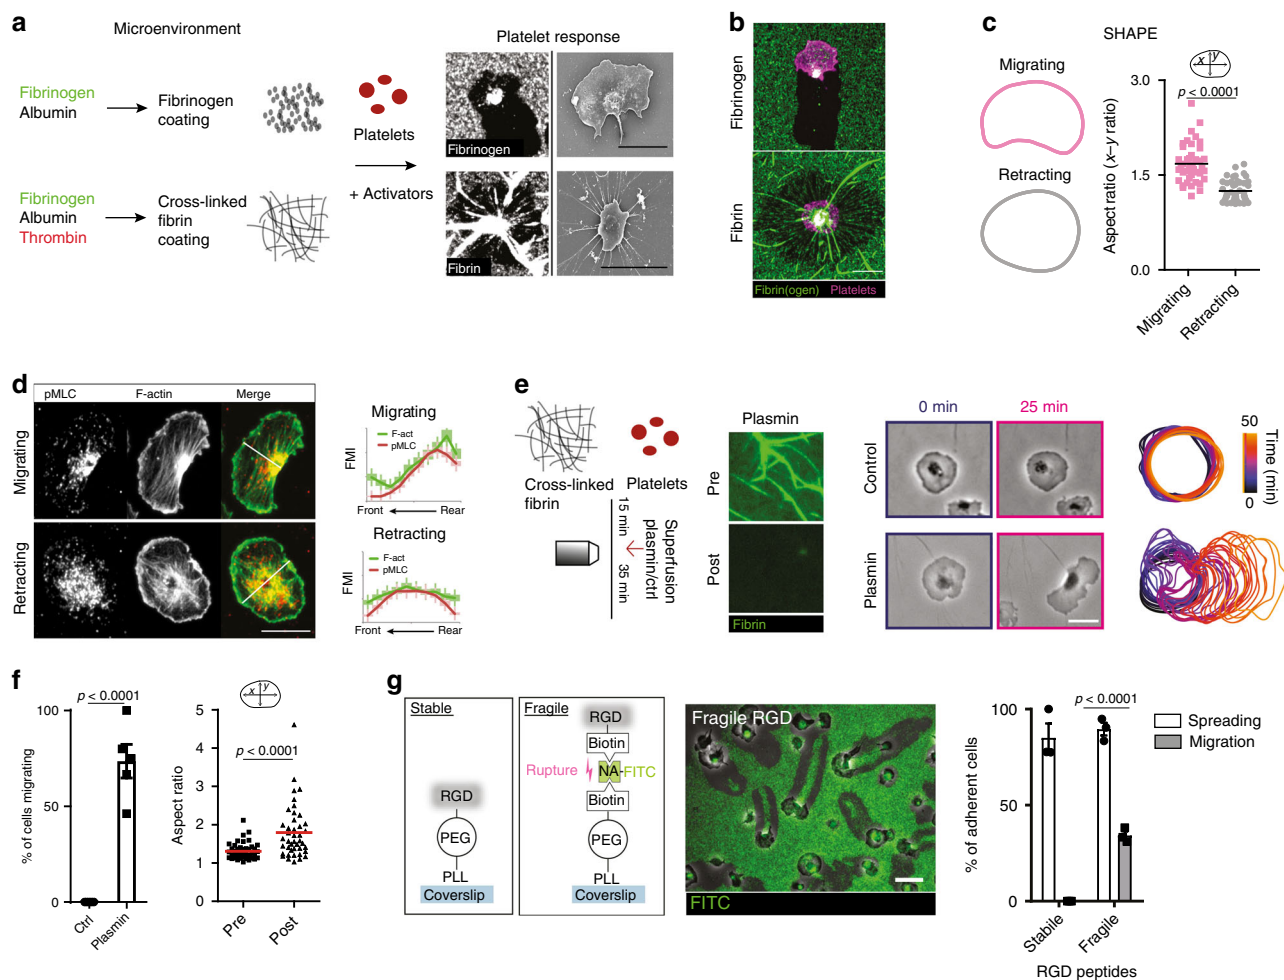 a
Microenvironment
Fibrinogen
Albumin
Fibrinogen
coating
Fibrinogen
Albumin
Thrombin
Cross-linked
fibrin
coating
Platelets
+ Activators
Platelet response
Fibrinogen
Fibrin
b
Fibrinogen
Fibrin
Fibrin(ogen) Platelets
c
SHAPE
Migrating
Retracting
x y
p < 0.0001
Aspect ratio (x–y ratio)
3.0
1.5
0.0
Migrating
Retracting
d
pMLC F-actin Merge
Migrating
Retracting
Migrating
F-act
pMLC
FMI
Front Rear
Retracting
F-act
pMLC
FMI
Front Rear
e
Cross-linked
fibrin
Platelets
15 min
35 min
Superfusion
plasmin/ctrl
Plasmin
Pre
Post
Fibrin
0 min
25 min
Control
Plasmin
50
0
Time (min)
f
p < 0.0001
% of cells migrating
100
50
0
Ctrl
Plasmin
x y
p < 0.0001
Aspect ratio
5
4
3
2
1
0
Pre
Post
g
Stable
RGD
PEG
PLL
Coverslip
Fragile
RGD
Biotin
Rupture
NA-FITC
Biotin
PEG
PLL
Coverslip
Fragile RGD
FITC
p < 0.0001
% of adherent cells
100
50
0
Spreading
Migration
Stabile
Fragile
RGD peptides